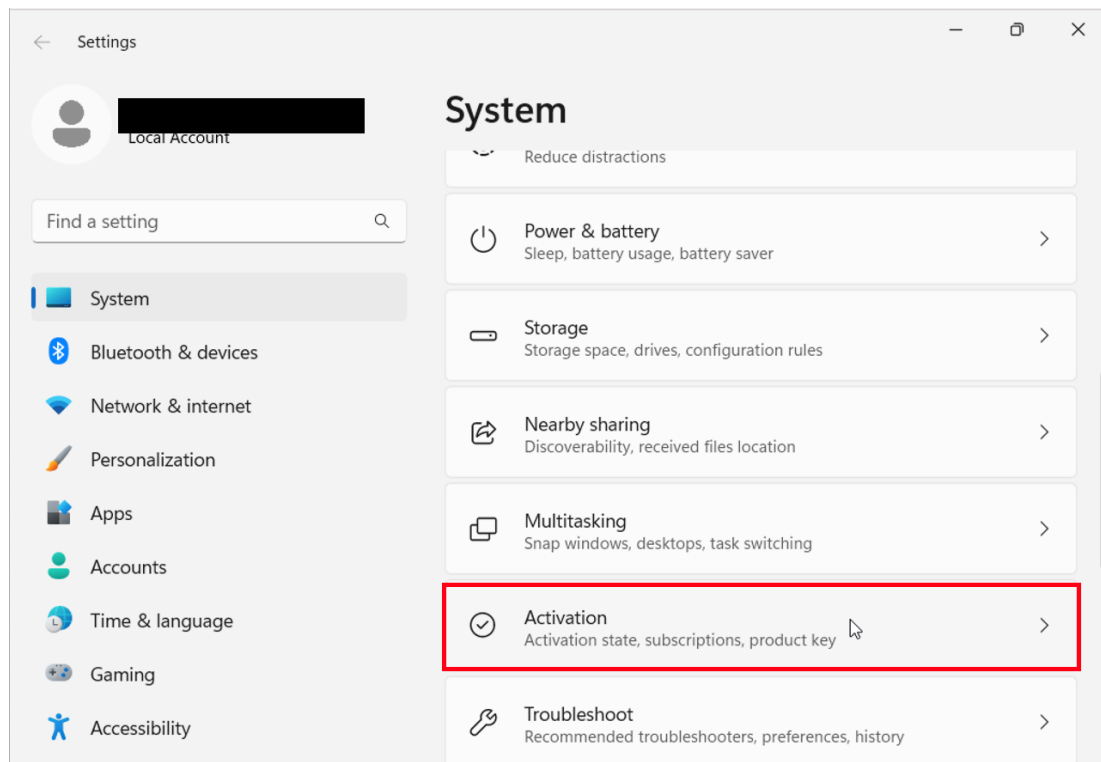 Settings
Local Account
Find a setting
System
Bluetooth & devices
Network & internet
Personalization
Apps
Accounts
Time & language
Gaming
Accessibility
System
Reduce distractions
Power & battery
Sleep, battery usage, battery saver
Storage
Storage space, drives, configuration rules
Nearby sharing
Discoverability, received files location
Multitasking
Snap windows, desktops, task switching
Activation
Activation state, subscriptions, product key
Troubleshoot
Recommended troubleshooters, preferences, history